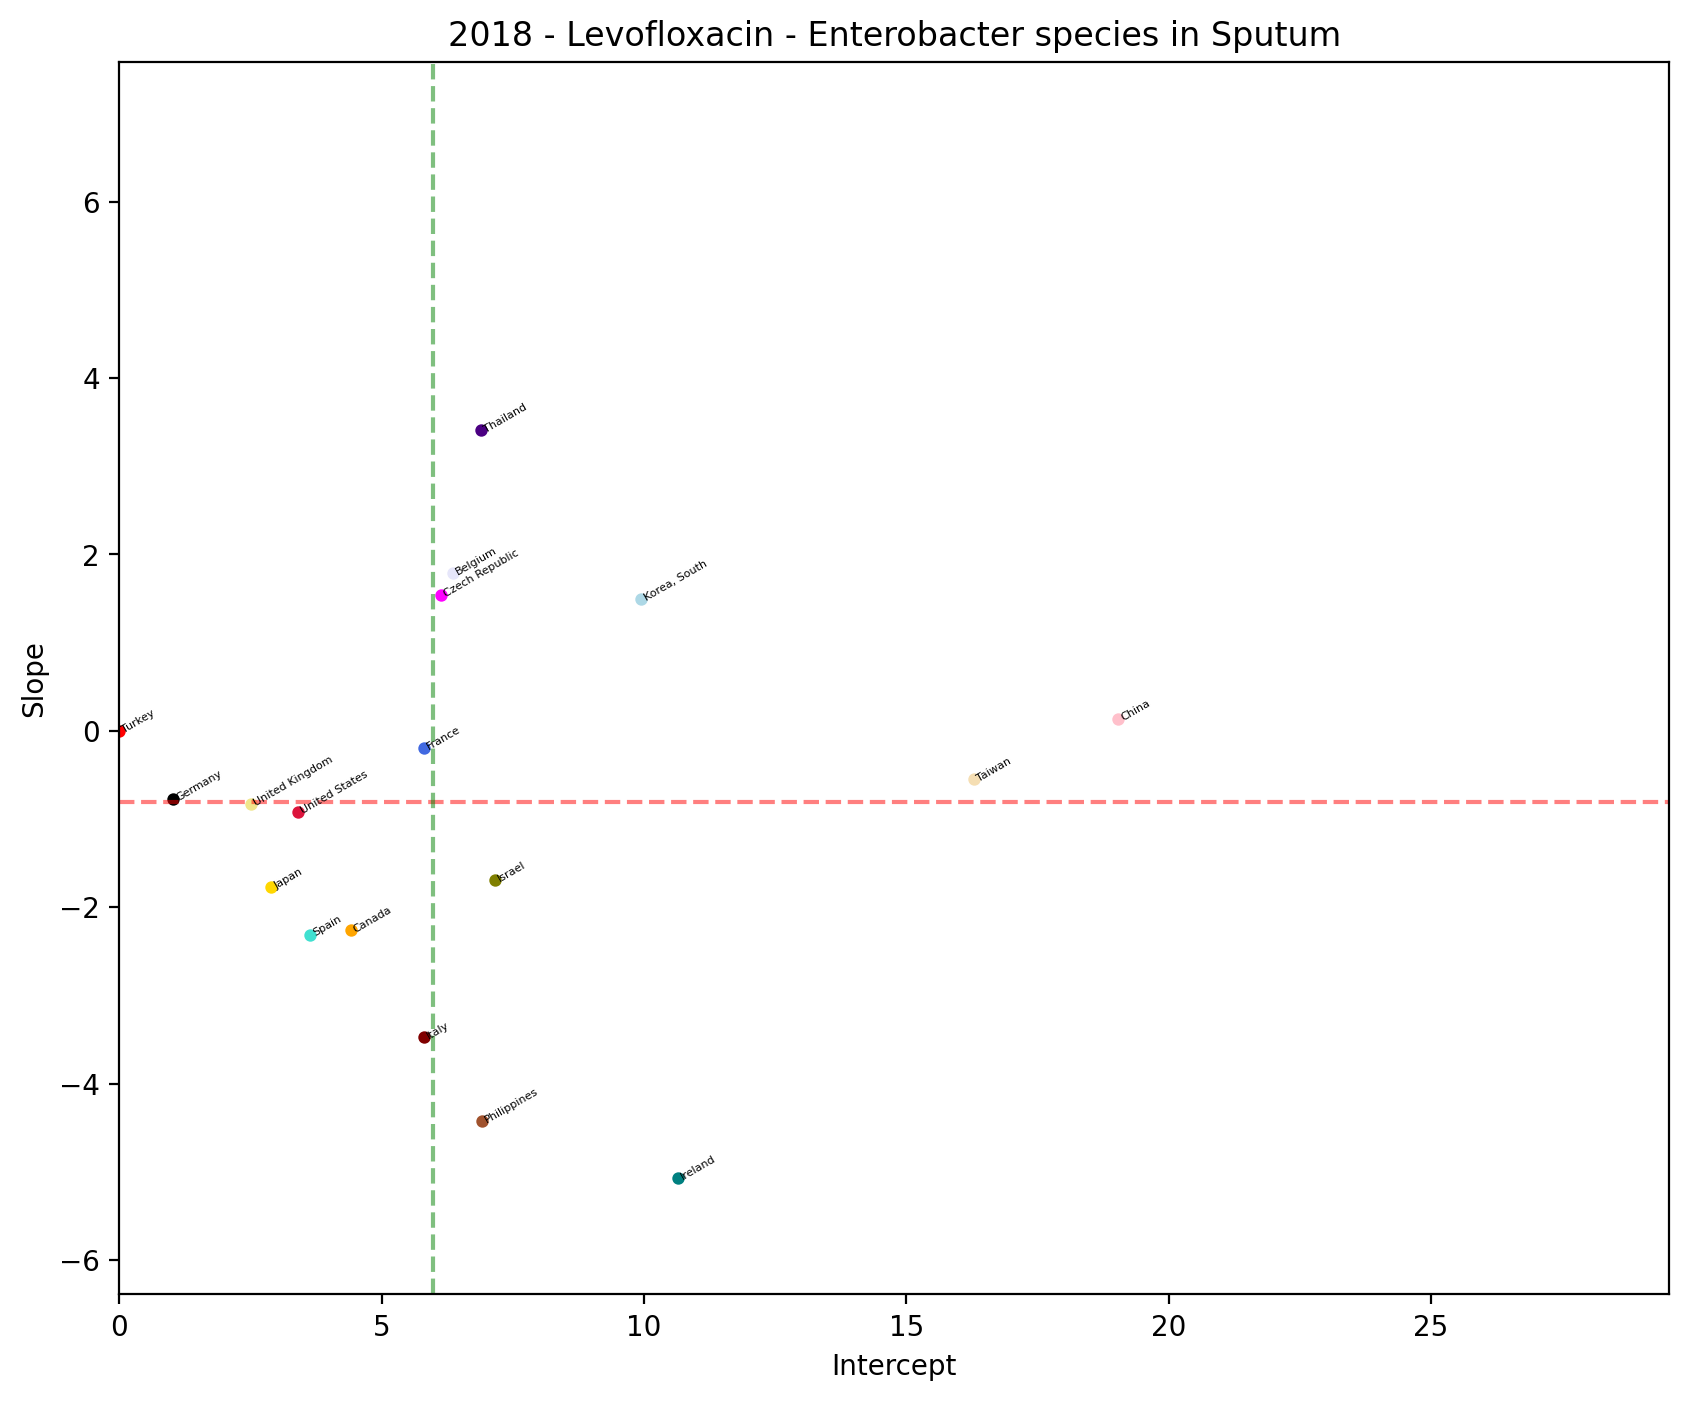 2018 - Levofloxacin - Enterobacter species in Sputum
6
4
2
0
−2
−4
−6
Slope
Thailand
Belgium
Czech Republic
Korea, South
China
Turkey
France
Taiwan
Germany
United Kingdom
United States
Japan
Israel
Spain
Canada
Italy
Philippines
Ireland
0 5 10 15 20 25
Intercept